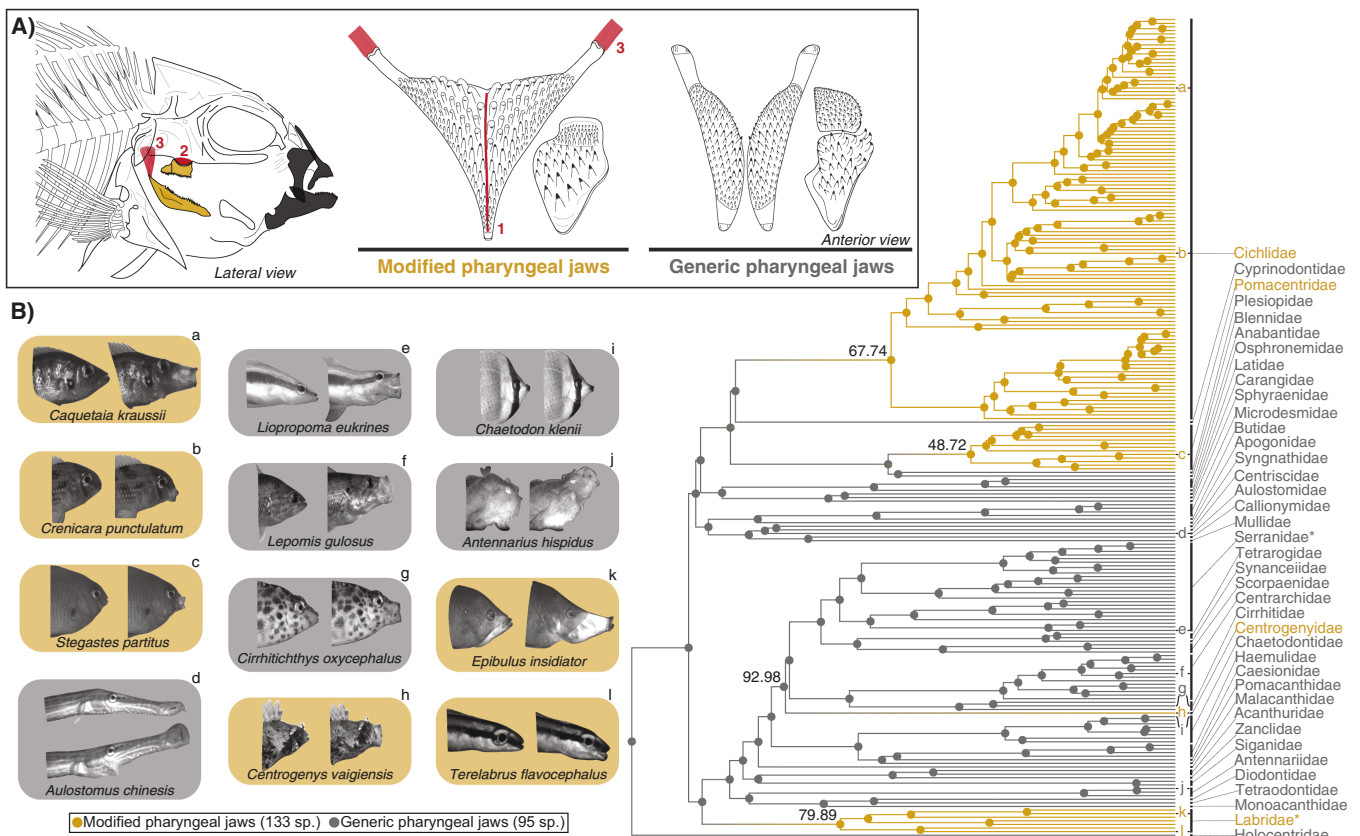 A)
3
2
Lateral view
3
1
Modified pharyngeal jaws
Anterior view
Generic pharyngeal jaws
B)
a
Caquetaia kraussii
b
Crenicara punctulatum
c
Stegastes partitus
d
Aulostomus chinesis
e
Liopropoma eukrines
f
Lepomis gulosus
g
Cirrhitichthys oxycephalus
h
Centrogenys vaigiensis
i
Chaetodon klenii
j
Antennarius hispidus
k
Epibulus insidiator
l
Terelabrus flavocephalus
Modified pharyngeal jaws (133 sp.)
Generic pharyngeal jaws (95 sp.)
67.74
48.72
92.98
79.89
a
b
c
d
e
f
g
h
i
j
k
l
Cichlidae
Cyprinodontidae
Pomacentridae
Plesiopidae
Blennidae
Anabantidae
Osphronemidae
Latidae
Carangidae
Sphyraenidae
Microdesmidae
Butidae
Apogonidae
Syngnathidae
Centriscidae
Aulostomidae
Callionymidae
Mullidae
Serranidae*
Tetrarogidae
Synanceiidae
Scorpaenidae
Centrarchidae
Cirrhitidae
Centrogenyidae
Chaetodontidae
Haemulidae
Caesionidae
Pomacanthidae
Malacanthidae
Acanthuridae
Zanclidae
Siganidae
Antennariidae
Diodontidae
Tetraodontidae
Monoacanthidae
Labridae*
Holocentridae